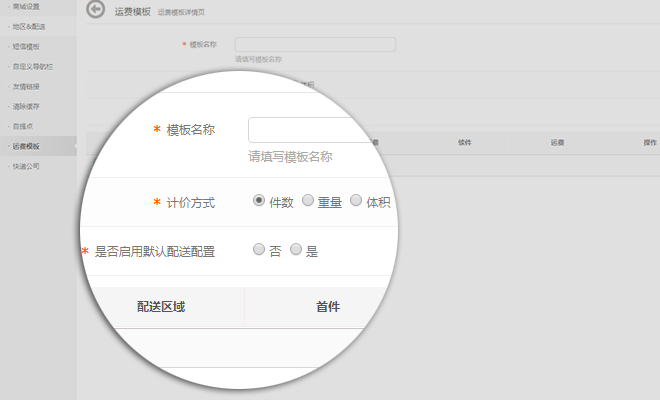 商城设置
地区&配送
短信模板
自定义导航栏
友情链接
清除缓存
自提点
运费模板
快递公司
运费模板 运费模板详情页
* 模板名称
请填写模板名称
* 模板名称
请填写模板名称
* 计价方式 件数 重量 体积
* 是否启用默认配送配置 否 是
配送区域 首件
续件 运费 操作